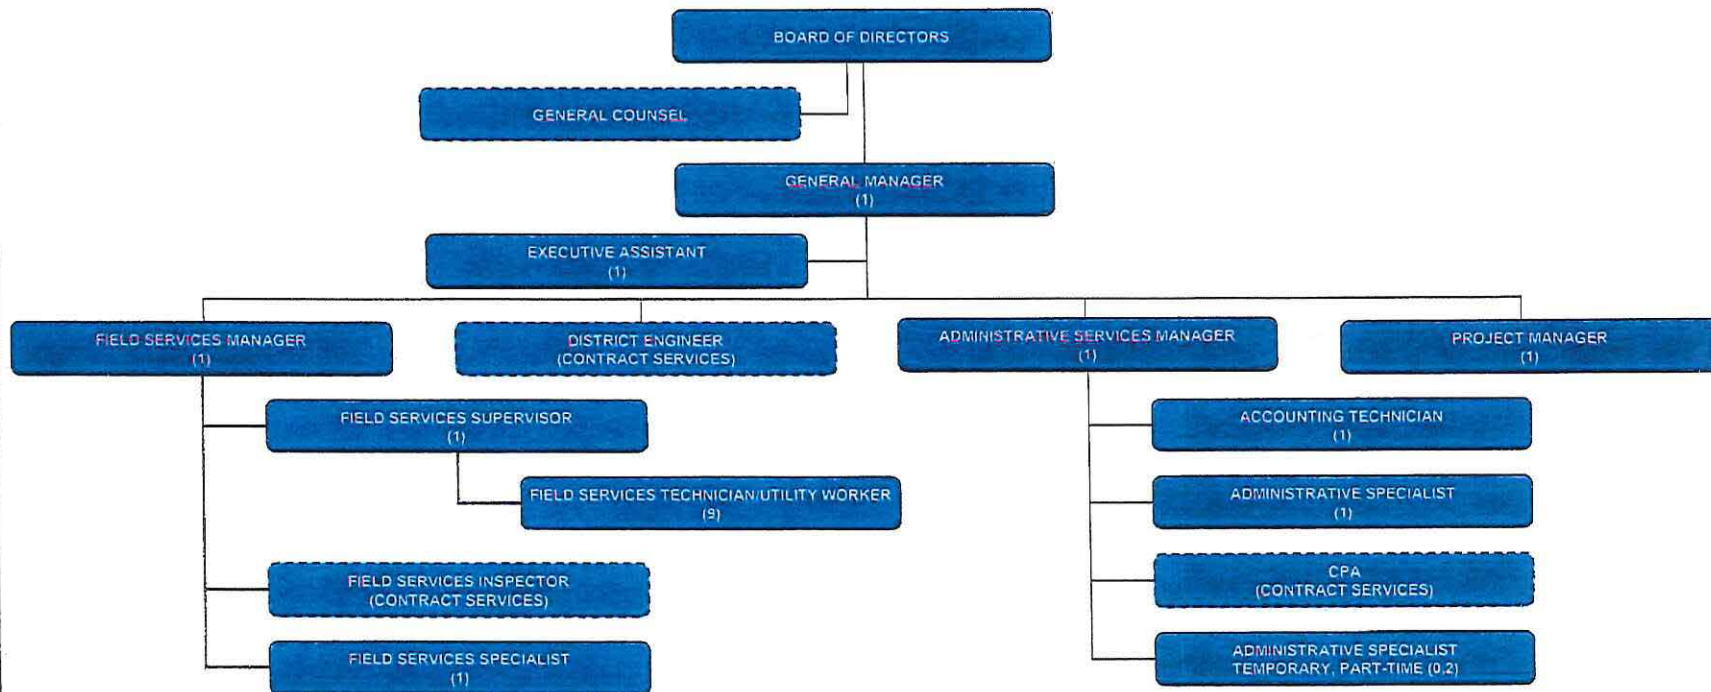 BOARD OF DIRECTORS
GENERAL COUNSEL
GENERAL MANAGER
(1)
EXECUTIVE ASSISTANT
(1)
FIELD SERVICES MANAGER
(1)
DISTRICT ENGINEER
(CONTRACT SERVICES)
ADMINISTRATIVE SERVICES MANAGER
(1)
PROJECT MANAGER
(1)
FIELD SERVICES SUPERVISOR
(1)
FIELD SERVICES TECHNICIAN/UTILITY WORKER
(9)
FIELD SERVICES INSPECTOR
(CONTRACT SERVICES)
FIELD SERVICES SPECIALIST
(1)
ACCOUNTING TECHNICIAN
(1)
ADMINISTRATIVE SPECIALIST
(1)
CPA
(CONTRACT SERVICES)
ADMINISTRATIVE SPECIALIST
TEMPORARY, PART-TIME (0.2)